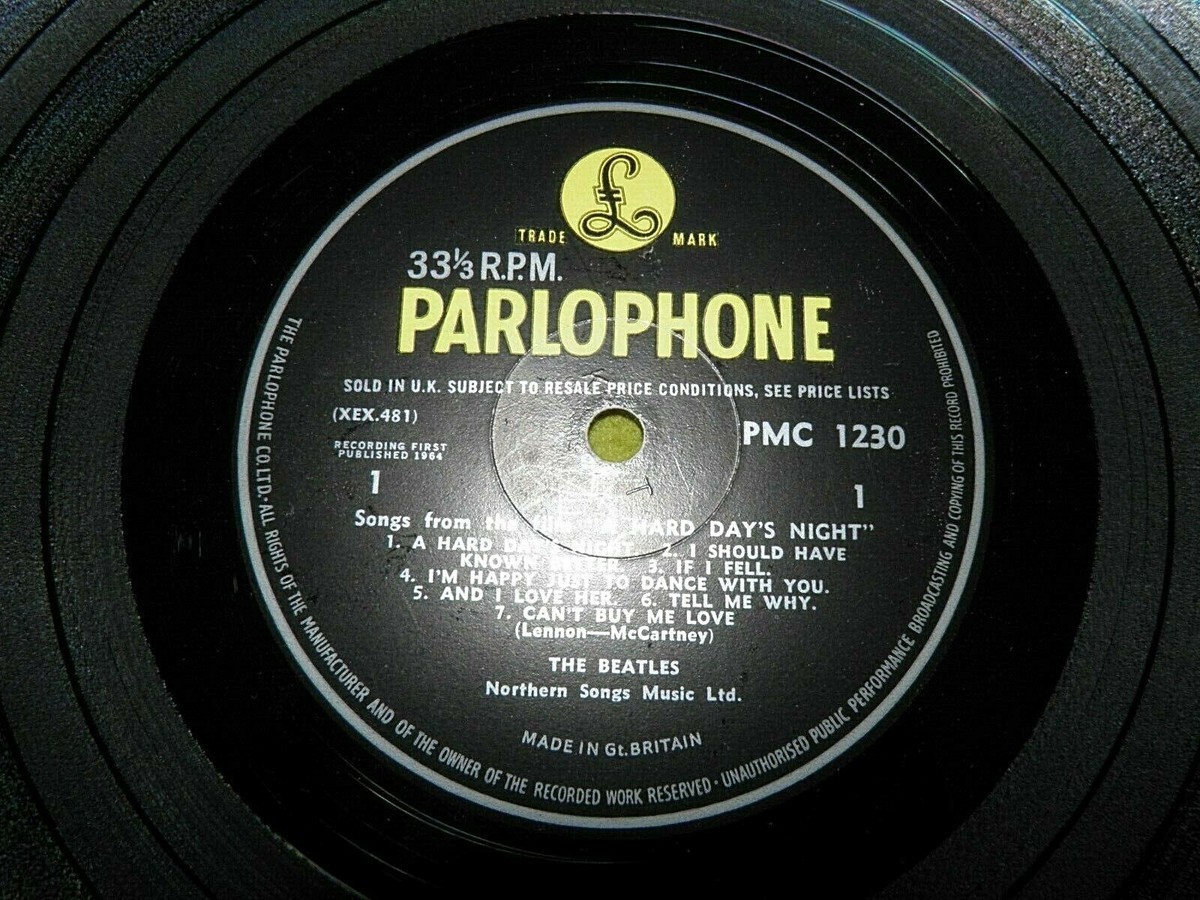 £
TRADE MARK
33⅓ R.P.M.
PARLOPHONE
SOLD IN U.K. SUBJECT TO RESALE PRICE CONDITIONS, SEE PRICE LISTS
(XEX.481)
PMC 1230
RECORDING FIRST
PUBLISHED 1964
1 1
Songs from the film "A HARD DAY'S NIGHT"
1. A HARD DAY'S NIGHT. 2. I SHOULD HAVE
KNOWN BETTER. 3. IF I FELL.
4. I'M HAPPY JUST TO DANCE WITH YOU.
5. AND I LOVE HER. 6. TELL ME WHY.
7. CAN'T BUY ME LOVE
(Lennon—McCartney)
THE BEATLES
Northern Songs Music Ltd.
MADE IN Gt.BRITAIN
THE PARLOPHONE CO.LTD· ALL RIGHTS OF THE MANUFACTURER AND OF THE OWNER OF THE RECORDED WORK RESERVED · UNAUTHORISED PUBLIC PERFORMANCE BROADCASTING AND COPYING OF THIS RECORD PROHIBITED